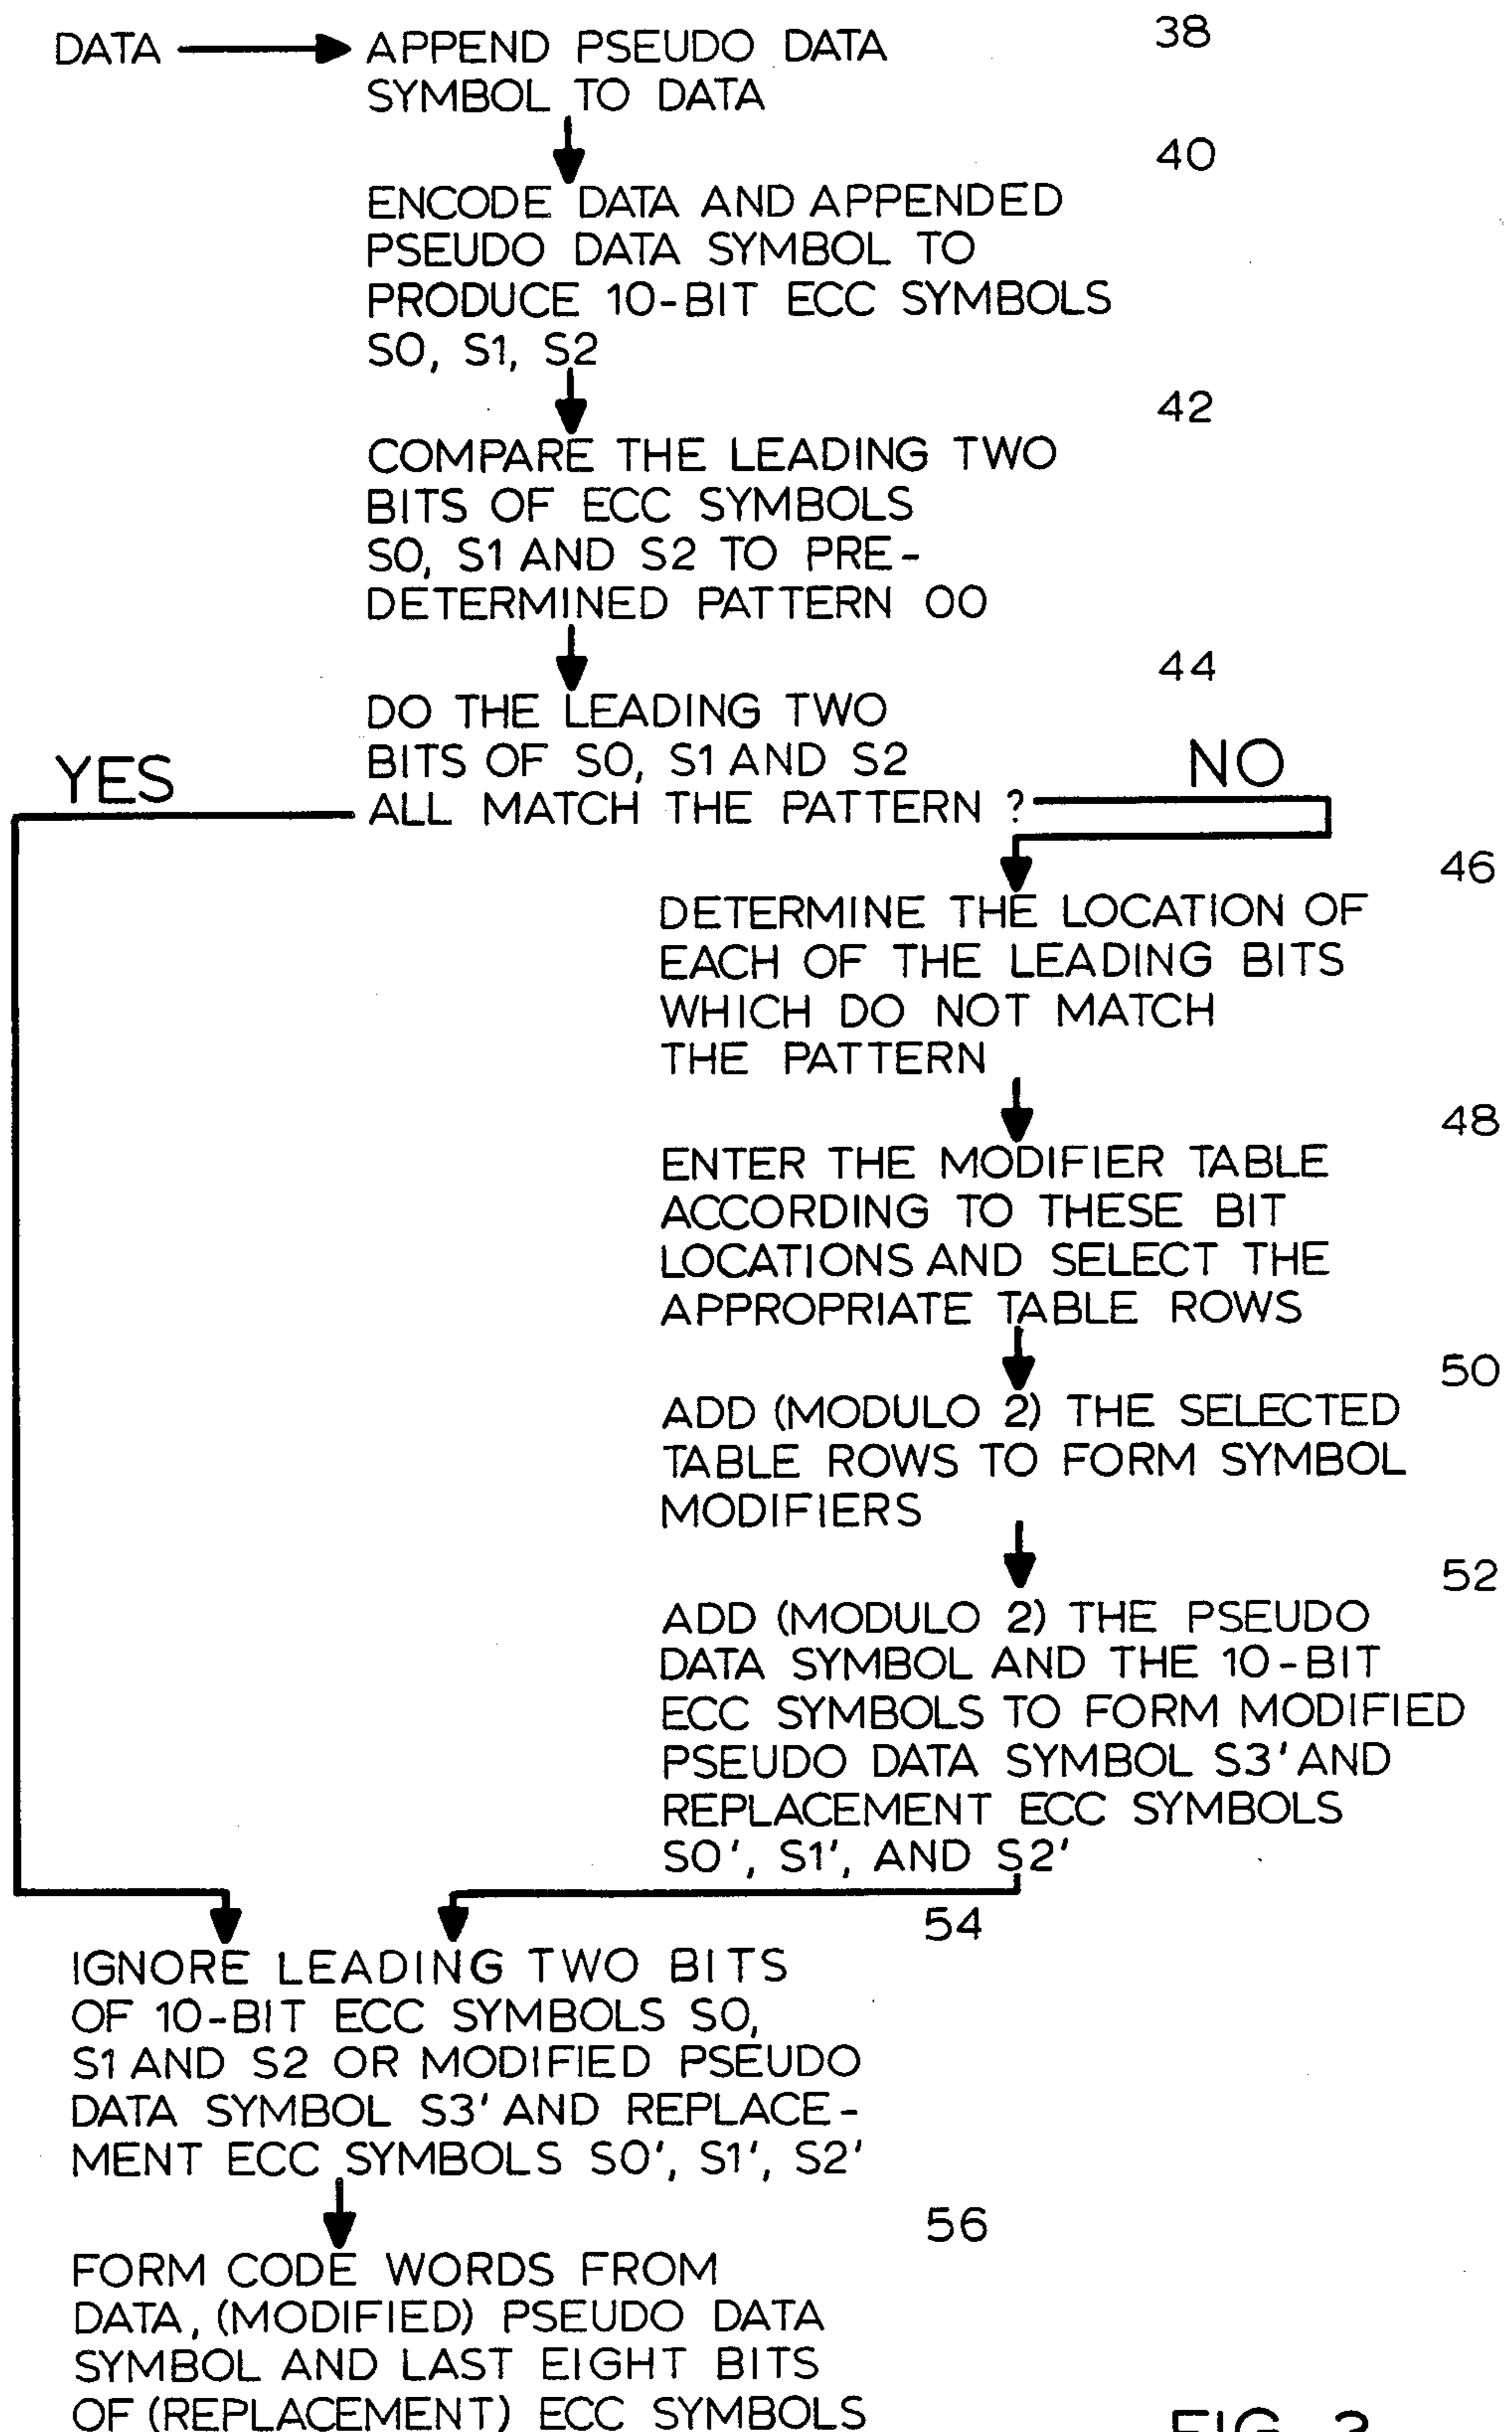 DATA
APPEND PSEUDO DATA
38
SYMBOL TO DATA
40
ENCODE DATA AND APPENDED
PSEUDO DATA SYMBOL TO
PRODUCE 10-BIT ECC SYMBOLS
S0, S1, S2
42
COMPARE THE LEADING TWO
BITS OF ECC SYMBOLS
S0, S1 AND S2 TO PRE-
DETERMINED PATTERN 00
44
DO THE LEADING TWO
BITS OF S0, S1 AND S2
ALL MATCH THE PATTERN ?
YES
NO
46
DETERMINE THE LOCATION OF
EACH OF THE LEADING BITS
WHICH DO NOT MATCH
THE PATTERN
48
ENTER THE MODIFIER TABLE
ACCORDING TO THESE BIT
LOCATIONS AND SELECT THE
APPROPRIATE TABLE ROWS
50
ADD (MODULO 2) THE SELECTED
TABLE ROWS TO FORM SYMBOL
MODIFIERS
52
ADD (MODULO 2) THE PSEUDO
DATA SYMBOL AND THE 10-BIT
ECC SYMBOLS TO FORM MODIFIED
PSEUDO DATA SYMBOL S3' AND
REPLACEMENT ECC SYMBOLS
S0', S1', AND S2'
54
IGNORE LEADING TWO BITS
OF 10-BIT ECC SYMBOLS S0,
S1 AND S2 OR MODIFIED PSEUDO
DATA SYMBOL S3' AND REPLACE-
MENT ECC SYMBOLS S0', S1', S2'
56
FORM CODE WORDS FROM
DATA, (MODIFIED) PSEUDO DATA
SYMBOL AND LAST EIGHT BITS
OF (REPLACEMENT) ECC SYMBOLS
FIG.